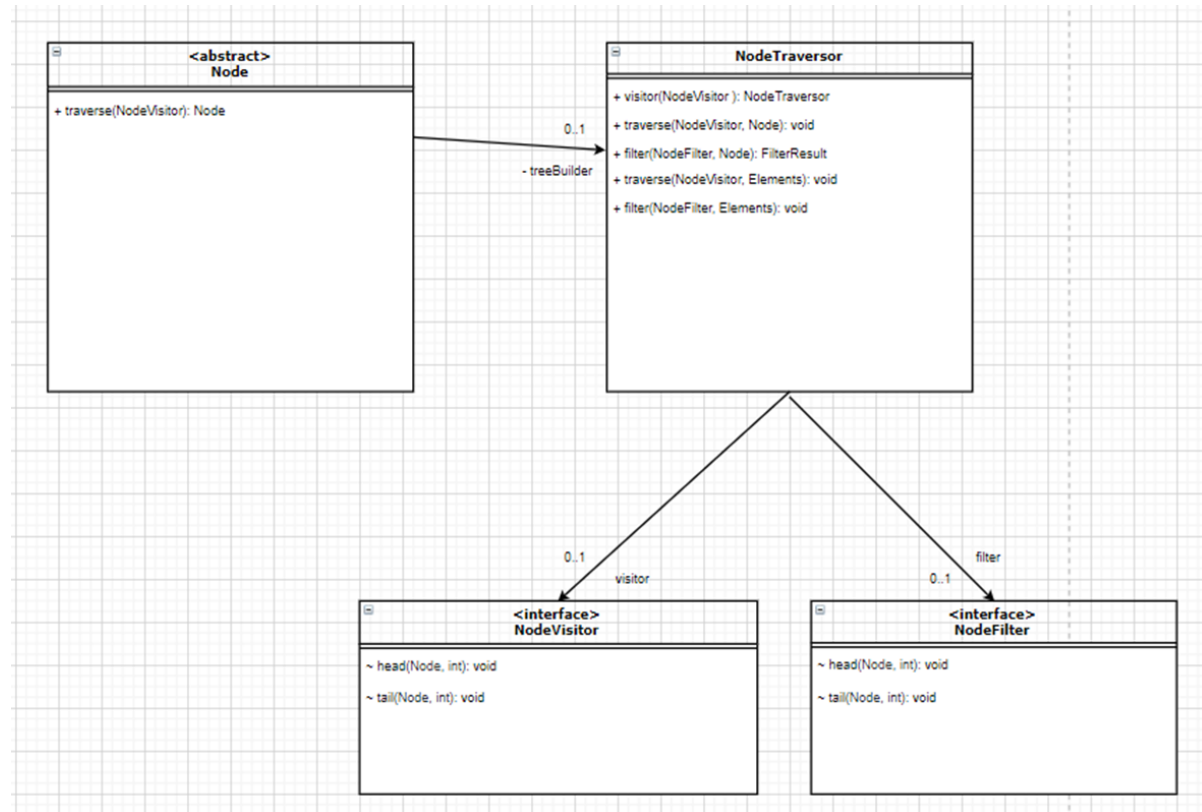 <abstract>
Node
+ traverse(NodeVisitor): Node
NodeTraversor
+ visitor(NodeVisitor ): NodeTraversor
+ traverse(NodeVisitor, Node): void
+ filter(NodeFilter, Node): FilterResult
+ traverse(NodeVisitor, Elements): void
+ filter(NodeFilter, Elements): void
0..1
- treeBuilder
0..1
visitor
filter
0..1
<interface>
NodeVisitor
~ head(Node, int): void
~ tail(Node, int): void
<interface>
NodeFilter
~ head(Node, int): void
~ tail(Node, int): void